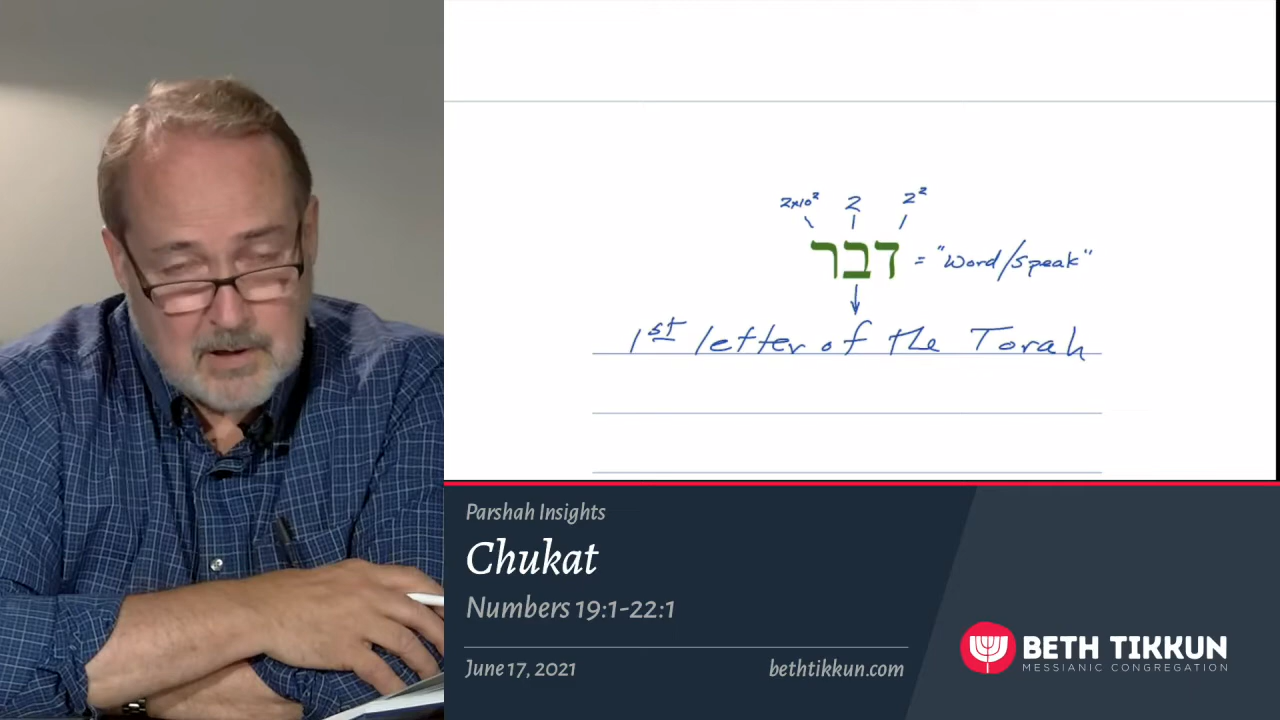 2x10² 2 2²
דבר = "Word/Speak"
1st letter of the Torah
Parshah Insights
Chukat
Numbers 19:1-22:1
June 17, 2021
bethtikkun.com
BETH TIKKUN
MESSIANIC CONGREGATION